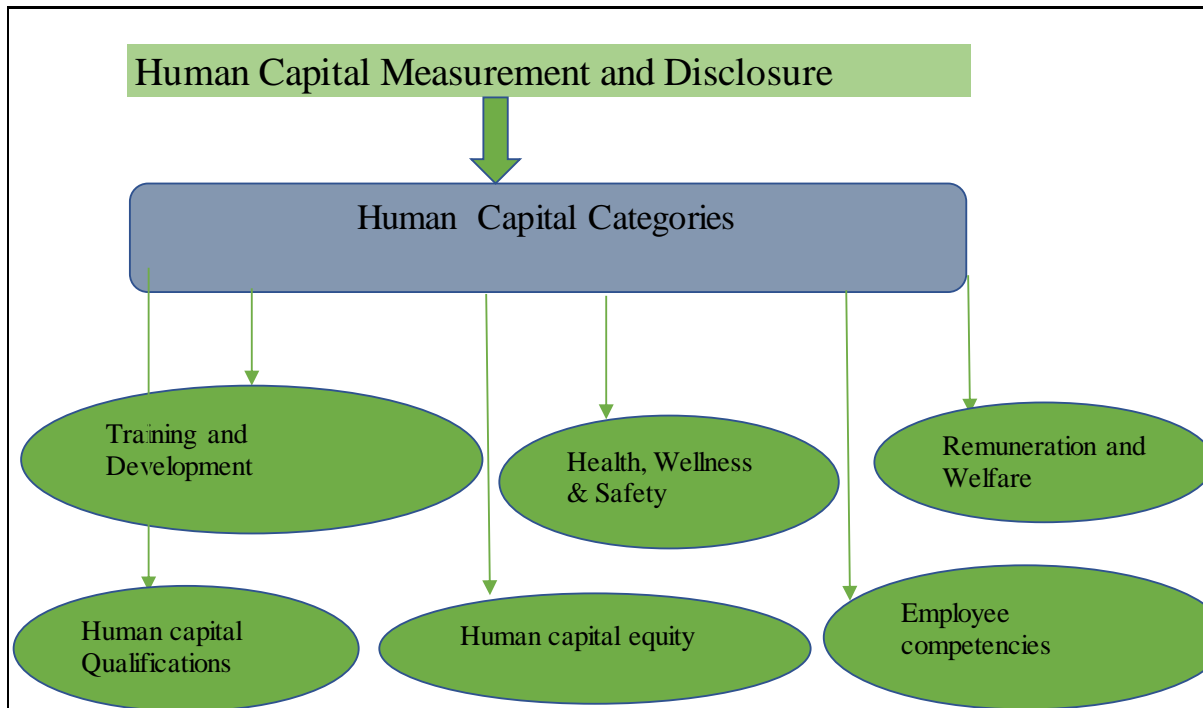 Human Capital Measurement and Disclosure
Human Capital Categories
Training and
Development
Health, Wellness
& Safety
Remuneration and
Welfare
Human capital
Qualifications
Human capital equity
Employee
competencies